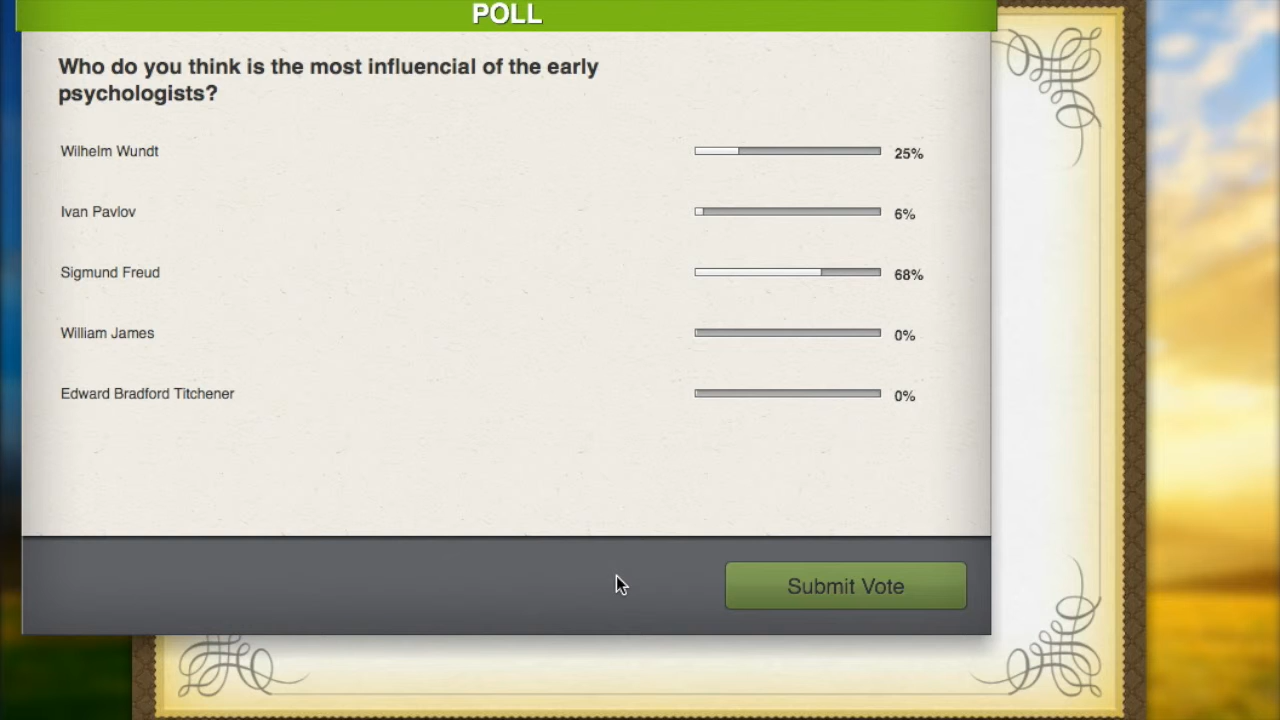 POLL
Who do you think is the most influencial of the early
psychologists?
Wilhelm Wundt 25%
Ivan Pavlov 6%
Sigmund Freud 68%
William James 0%
Edward Bradford Titchener 0%
Submit Vote